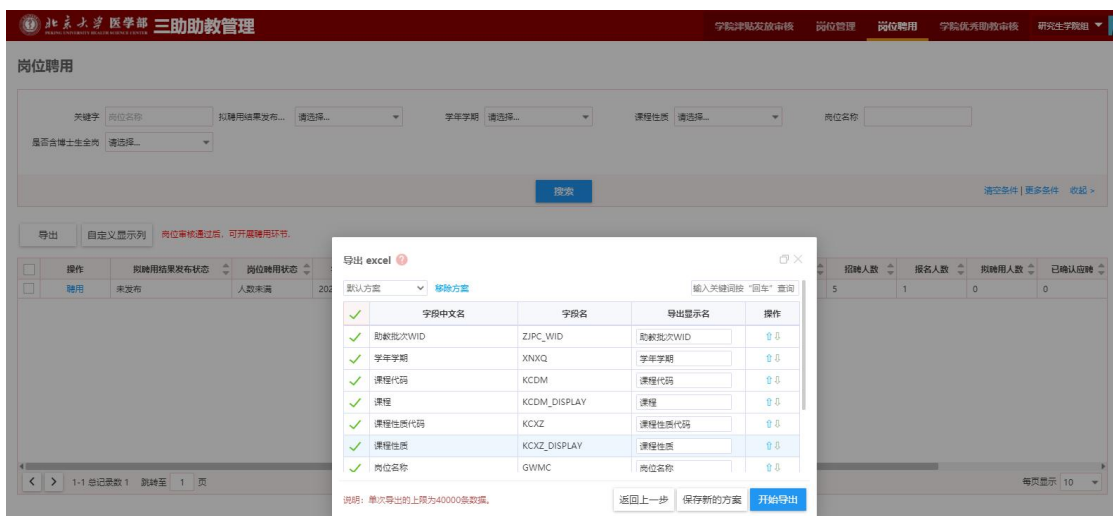 北京大学 医学部 三助助教管理 学院津贴发放审核 岗位管理 岗位聘用 学院优秀助教审核 研究生学院组
PEKING UNIVERSITY HEALTH SCIENCE CENTER
岗位聘用
关键字 岗位名称 拟聘用结果发布... 请选择... 学年学期 请选择... 课程性质 请选择... 岗位名称
是否含博士生全岗 请选择...
搜索 清空条件 | 更多条件 收起 >
导出 自定义显示列 岗位审核通过后,可开展聘用环节.
操作 拟聘用结果发布状态 岗位聘用状态 招聘人数 报名人数 拟聘用人数 已确认应聘
聘用 未发布 人数未满 202 5 1 0 0
导出 excel ?
默认方案 移除方案 输入关键词按 "回车" 查询
字段中文名 字段名 导出显示名 操作
助教批次WID ZJPC_WID 助教批次WID
学年学期 XNXQ 学年学期
课程代码 KCDM 课程代码
课程 KCDM_DISPLAY 课程
课程性质代码 KCXZ 课程性质代码
课程性质 KCXZ_DISPLAY 课程性质
岗位名称 GWMC 岗位名称
说明:单次导出的上限为40000条数据。 返回上一步 保存新的方案 开始导出
< > 1-1 总记录数 1 跳转至 1 页 每页显示 10